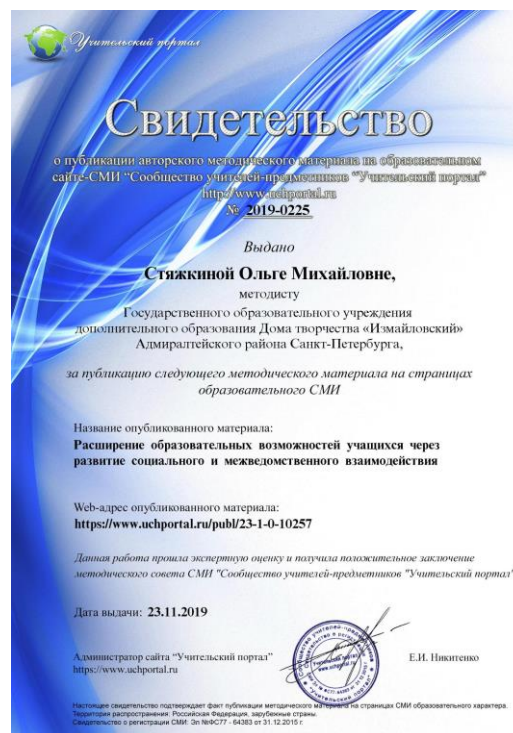 Учительский портал
Свидетельство
о публикации авторского методического материала на образовательном
сайте-СМИ "Сообщество учителей-предметников "Учительский портал"
http://www.uchportal.ru
№ 2019-0225
Выдано
Стяжкиной Ольге Михайловне,
методисту
Государственного образовательного учреждения
дополнительного образования Дома творчества «Измайловский»
Адмиралтейского района Санкт-Петербурга,
за публикацию следующего методического материала на страницах
образовательного СМИ
Название опубликованного материала:
Расширение образовательных возможностей учащихся через
развитие социального и межведомственного взаимодействия
Web-адрес опубликованного материала:
https://www.uchportal.ru/publ/23-1-0-10257
Данная работа прошла экспертную оценку и получила положительное заключение
методического совета СМИ "Сообщество учителей-предметников "Учительский портал"
Дата выдачи: 23.11.2019
Администратор сайта "Учительский портал"
https://www.uchportal.ru
Е.И. Никитенко
Настоящее свидетельство подтверждает факт публикации методического материала на страницах СМИ образовательного характера.
Территория распространения: Российская Федерация, зарубежные страны.
Свидетельство о регистрации СМИ: Эл №ФС77 - 64383 от 31.12.2015 г.